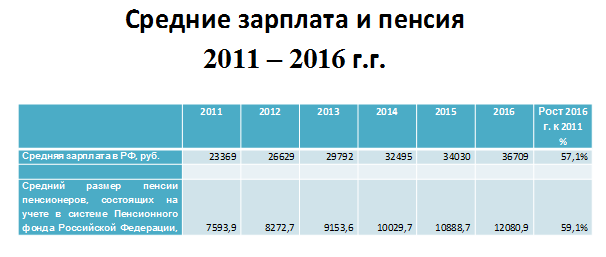 Средние зарплата и пенсия
2011 – 2016 г.г.
2011 2012 2013 2014 2015 2016 Рост 2016
г. к 2011
%
Средняя зарплата в РФ, руб. 23369 26629 29792 32495 34030 36709 57,1%
Средний размер пенсии
пенсионеров, состоящих на
учете в системе Пенсионного
фонда Российской Федерации, 7593,9 8272,7 9153,6 10029,7 10888,7 12080,9 59,1%